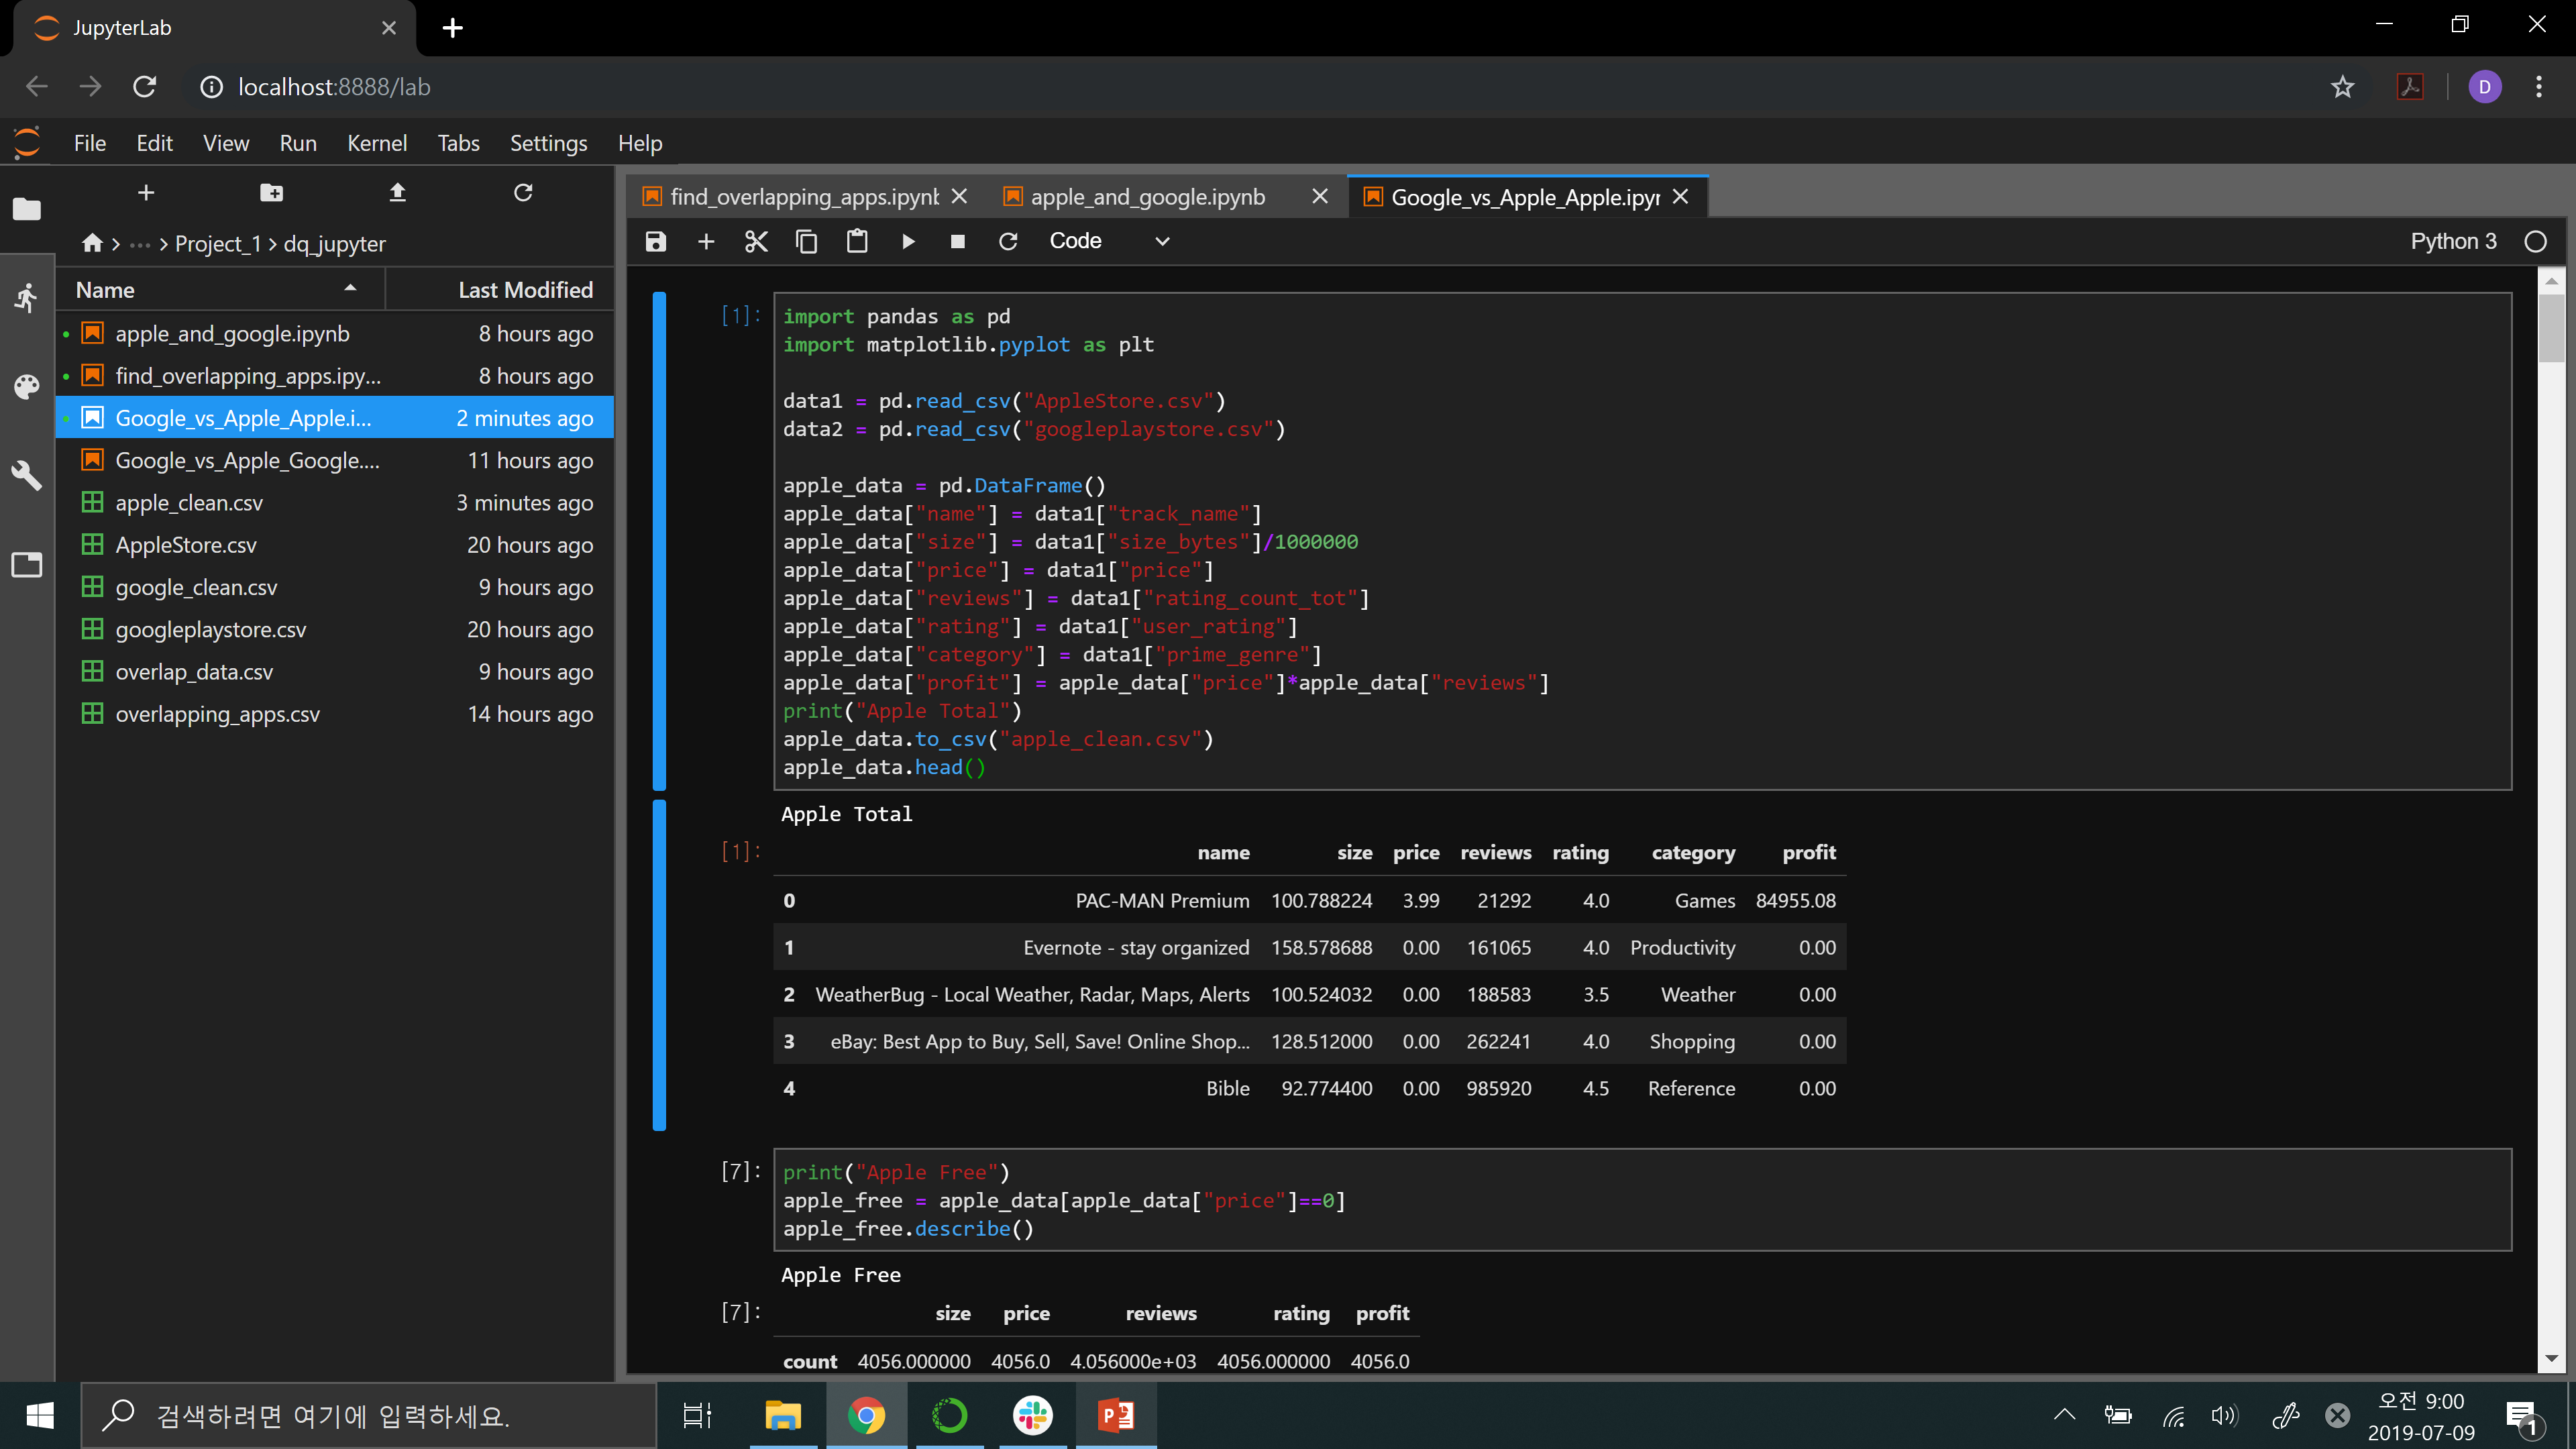 JupyterLab
localhost:8888/lab
D
File Edit View Run Kernel Tabs Settings Help
find_overlapping_apps.ipynb apple_and_google.ipynb Google_vs_Apple_Apple.ipyr
… > Project_1 > dq_jupyter
Code
Python 3
Name Last Modified
apple_and_google.ipynb 8 hours ago
find_overlapping_apps.ipy... 8 hours ago
Google_vs_Apple_Apple.i... 2 minutes ago
Google_vs_Apple_Google.... 11 hours ago
apple_clean.csv 3 minutes ago
AppleStore.csv 20 hours ago
google_clean.csv 9 hours ago
googleplaystore.csv 20 hours ago
overlap_data.csv 9 hours ago
overlapping_apps.csv 14 hours ago
[1]: import pandas as pd
import matplotlib.pyplot as plt
data1 = pd.read_csv("AppleStore.csv")
data2 = pd.read_csv("googleplaystore.csv")
apple_data = pd.DataFrame()
apple_data["name"] = data1["track_name"]
apple_data["size"] = data1["size_bytes"]/1000000
apple_data["price"] = data1["price"]
apple_data["reviews"] = data1["rating_count_tot"]
apple_data["rating"] = data1["user_rating"]
apple_data["category"] = data1["prime_genre"]
apple_data["profit"] = apple_data["price"]*apple_data["reviews"]
print("Apple Total")
apple_data.to_csv("apple_clean.csv")
apple_data.head()
Apple Total
[1]: name size price reviews rating category profit
0 PAC-MAN Premium 100.788224 3.99 21292 4.0 Games 84955.08
1 Evernote - stay organized 158.578688 0.00 161065 4.0 Productivity 0.00
2 WeatherBug - Local Weather, Radar, Maps, Alerts 100.524032 0.00 188583 3.5 Weather 0.00
3 eBay: Best App to Buy, Sell, Save! Online Shop... 128.512000 0.00 262241 4.0 Shopping 0.00
4 Bible 92.774400 0.00 985920 4.5 Reference 0.00
[7]: print("Apple Free")
apple_free = apple_data[apple_data["price"]==0]
apple_free.describe()
Apple Free
[7]: size price reviews rating profit
count 4056.000000 4056.0 4.056000e+03 4056.000000 4056.0
검색하려면 여기에 입력하세요.
오전 9:00
2019-07-09
1